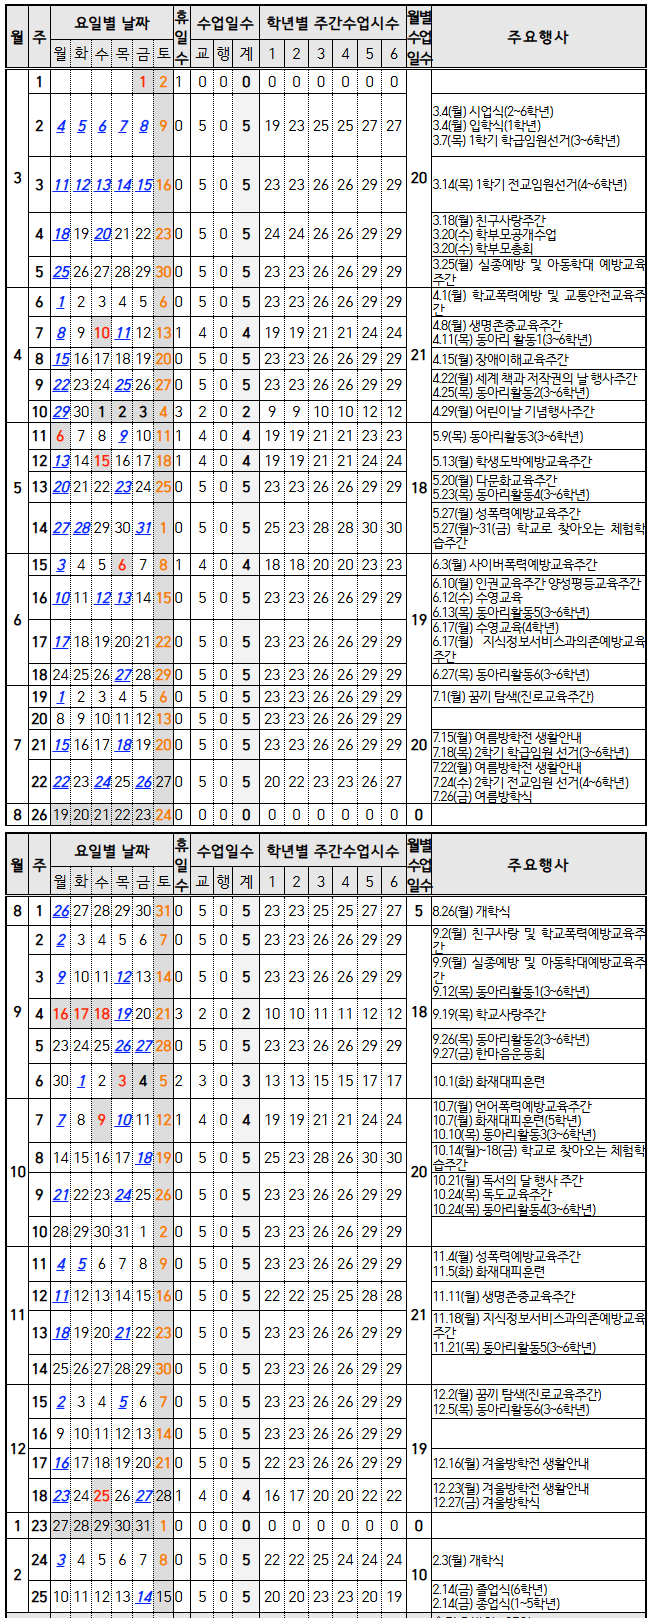 월 주 요일별 날짜 휴일수 수업일수 학년별 주간수업시수 월별수업일수 주요행사
월 화 수 목 금 토 교 행 계 1 2 3 4 5 6
3 1 1 2 1 0 0 0 0 0 0 0 0 0 20
2 4 5 6 7 8 9 0 5 0 5 19 23 25 25 27 27
3.4(월) 시업식(2~6학년)
3.4(월) 입학식(1학년)
3.7(목) 1학기 학급임원선거(3~6학년)
3 11 12 13 14 15 16 0 5 0 5 23 23 26 26 29 29 3.14(목) 1학기 전교임원선거(4~6학년)
4 18 19 20 21 22 23 0 5 0 5 24 24 26 26 29 29
3.18(월) 친구사랑주간
3.20(수) 학부모공개수업
3.20(수) 학부모총회
5 25 26 27 28 29 30 0 5 0 5 23 23 26 26 29 29
3.25(월) 실종예방 및 아동학대 예방교육
주간
4 6 1 2 3 4 5 6 0 5 0 5 23 23 26 26 29 29 21
4.1(월) 학교폭력예방 및 교통안전교육주
간
7 8 9 10 11 12 13 1 4 0 4 19 19 21 21 24 24
4.8(월) 생명존중교육주간
4.11(목) 동아리 활동1(3~6학년)
8 15 16 17 18 19 20 0 5 0 5 23 23 26 26 29 29 4.15(월) 장애이해교육주간
9 22 23 24 25 26 27 0 5 0 5 23 23 26 26 29 29
4.22(월) 세계 책과 저작권의 날 행사주간
4.25(목) 동아리활동2(3~6학년)
10 29 30 1 2 3 4 3 2 0 2 9 9 10 10 12 12 4.29(월) 어린이날 기념행사주간
5 11 6 7 8 9 10 11 1 4 0 4 19 19 21 21 23 23 18 5.9(목) 동아리활동3(3~6학년)
12 13 14 15 16 17 18 1 4 0 4 19 19 21 21 24 24 5.13(월) 학생도박예방교육주간
13 20 21 22 23 24 25 0 5 0 5 23 23 26 26 29 29
5.20(월) 다문화교육주간
5.23(목) 동아리활동4(3~6학년)
14 27 28 29 30 31 1 0 5 0 5 25 23 28 28 30 30
5.27(월) 성폭력예방교육주간
5.27(월)~31(금) 학교로 찾아오는 체험학
습주간
6 15 3 4 5 6 7 8 1 4 0 4 18 18 20 20 23 23 19 6.3(월) 사이버폭력예방교육주간
16 10 11 12 13 14 15 0 5 0 5 23 23 26 26 29 29
6.10(월) 인권교육주간 양성평등교육주간
6.12(수) 수영교육
6.13(목) 동아리활동5(3~6학년)
17 17 18 19 20 21 22 0 5 0 5 23 23 26 26 29 29
6.17(월) 수영교육(4학년)
6.17(월) 지식정보서비스과의존예방교육
주간
18 24 25 26 27 28 29 0 5 0 5 23 23 26 26 29 29 6.27(목) 동아리활동6(3~6학년)
7 19 1 2 3 4 5 6 0 5 0 5 23 23 26 26 29 29 20 7.1(월) 꿈끼 탐색(진로교육주간)
20 8 9 10 11 12 13 0 5 0 5 23 23 26 26 29 29
21 15 16 17 18 19 20 0 5 0 5 23 23 26 26 29 29
7.15(월) 여름방학전 생활안내
7.18(목) 2학기 학급임원 선거(3~6학년)
22 22 23 24 25 26 27 0 5 0 5 20 22 23 23 26 27
7.22(월) 여름방학전 생활안내
7.24(수) 2학기 전교임원 선거(4~6학년)
7.26(금) 여름방학식
8 26 19 20 21 22 23 24 0 0 0 0 0 0 0 0 0 0 0
월 주 요일별 날짜 휴일수 수업일수 학년별 주간수업시수 월별수업일수 주요행사
월 화 수 목 금 토 교 행 계 1 2 3 4 5 6
8 1 26 27 28 29 30 31 0 5 0 5 23 23 25 25 27 27 5 8.26(월) 개학식
9 2 2 3 4 5 6 7 0 5 0 5 23 23 26 26 29 29 18
9.2(월) 친구사랑 및 학교폭력예방교육주
간
3 9 10 11 12 13 14 0 5 0 5 23 23 26 26 29 29
9.9(월) 실종예방 및 아동학대예방교육주
간
9.12(목) 동아리활동1(3~6학년)
4 16 17 18 19 20 21 3 2 0 2 10 10 11 11 12 12 9.19(목) 학교사랑주간
5 23 24 25 26 27 28 0 5 0 5 23 23 26 26 29 29
9.26(목) 동아리활동2(3~6학년)
9.27(금) 한마음운동회
6 30 1 2 3 4 5 2 3 0 3 13 13 15 15 17 17 10.1(화) 화재대피훈련
10 7 7 8 9 10 11 12 1 4 0 4 19 19 21 21 24 24 20
10.7(월) 언어폭력예방교육주간
10.7(월) 화재대피훈련(5학년)
10.10(목) 동아리활동3(3~6학년)
8 14 15 16 17 18 19 0 5 0 5 25 23 28 26 30 30
10.14(월)~18(금) 학교로 찾아오는 체험학
습주간
9 21 22 23 24 25 26 0 5 0 5 23 23 26 26 29 29
10.21(월) 독서의 달 행사 주간
10.24(목) 독도교육주간
10.24(목) 동아리활동4(3~6학년)
10 28 29 30 31 1 2 0 5 0 5 23 23 26 26 29 29
11 11 4 5 6 7 8 9 0 5 0 5 23 23 26 26 29 29 21
11.4(월) 성폭력예방교육주간
11.5(화) 화재대피훈련
12 11 12 13 14 15 16 0 5 0 5 22 22 25 25 28 28 11.11(월) 생명존중교육주간
13 18 19 20 21 22 23 0 5 0 5 23 23 26 26 29 29
11.18(월) 지식정보서비스과의존예방교육
주간
11.21(목) 동아리활동5(3~6학년)
14 25 26 27 28 29 30 0 5 0 5 23 23 26 26 29 29
12 15 2 3 4 5 6 7 0 5 0 5 23 23 26 26 29 29 19
12.2(월) 꿈끼 탐색(진로교육주간)
12.5(목) 동아리활동6(3~6학년)
16 9 10 11 12 13 14 0 5 0 5 23 23 26 26 29 29
17 16 17 18 19 20 21 0 5 0 5 22 23 26 26 29 29 12.16(월) 겨울방학전 생활안내
18 23 24 25 26 27 28 1 4 0 4 16 17 20 20 22 22
12.23(월) 겨울방학전 생활안내
12.27(금) 겨울방학식
1 23 27 28 29 30 31 1 0 0 0 0 0 0 0 0 0 0 0
2 24 3 4 5 6 7 8 0 5 0 5 22 22 25 24 24 24 10 2.3(월) 개학식
25 10 11 12 13 14 15 0 5 0 5 20 20 23 23 20 19
2.14(금) 졸업식(6학년)
2.14(금) 종업식(1~5학년)